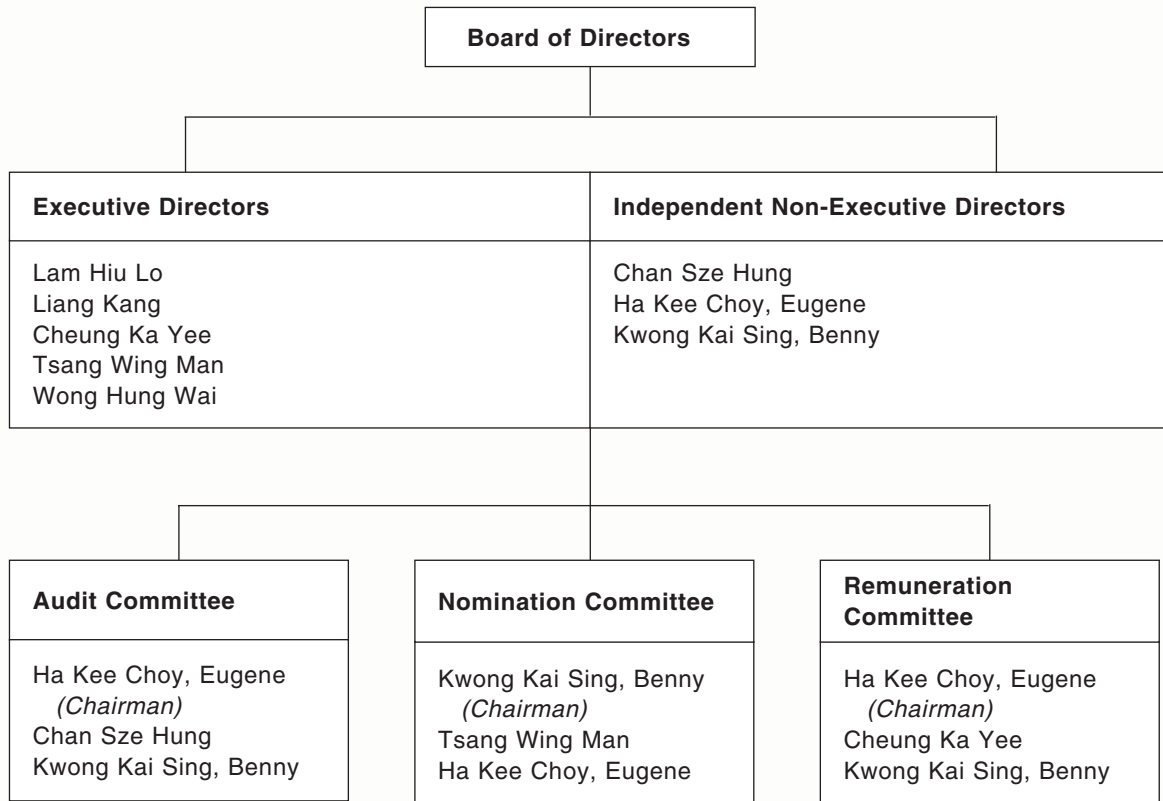 Board of Directors
Executive Directors
Lam Hiu Lo
Liang Kang
Cheung Ka Yee
Tsang Wing Man
Wong Hung Wai
Independent Non-Executive Directors
Chan Sze Hung
Ha Kee Choy, Eugene
Kwong Kai Sing, Benny
Audit Committee
Ha Kee Choy, Eugene
(Chairman)
Chan Sze Hung
Kwong Kai Sing, Benny
Nomination Committee
Kwong Kai Sing, Benny
(Chairman)
Tsang Wing Man
Ha Kee Choy, Eugene
Remuneration
Committee
Ha Kee Choy, Eugene
(Chairman)
Cheung Ka Yee
Kwong Kai Sing, Benny